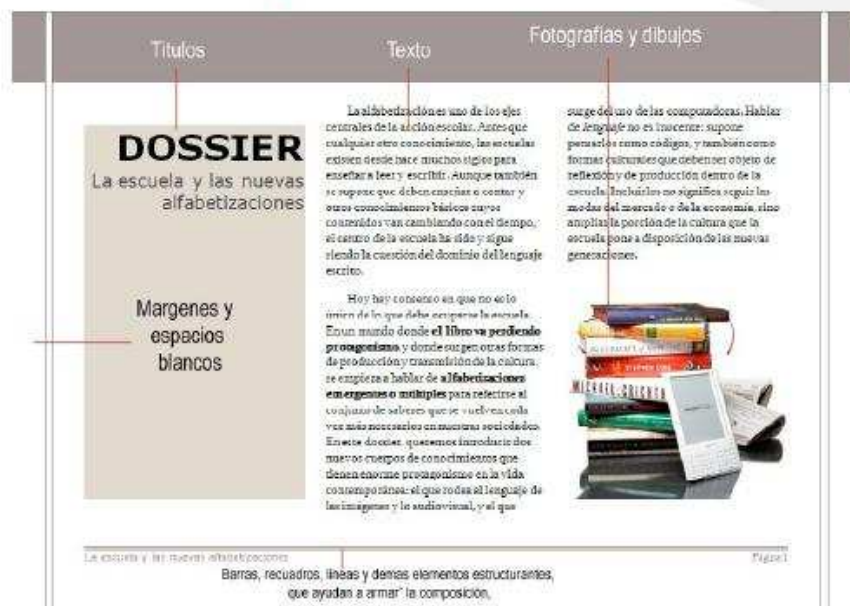 Titulos
Texto
Fotografias y dibujos
DOSSIER
La escuela y las nuevas
alfabetizaciones
Margenes y
espacios
blancos
La alfabetización es uno de los ejes
centrales de la acción escolar. Antes que
cualquier otro conocimiento, las escuelas
existen desde hace muchos siglos para
enseñar a leer y escribir. Aunque también
se supone que deben enseñar a contar y
otros conocimientos básicos cuyos
contenidos van cambiando con el tiempo,
el centro de la escuela ha sido y sigue
siendo la cuestión del dominio del lenguaje
escrito.
Hoy hay consenso en que no es lo
único de lo que debe ocuparse la escuela.
En un mundo donde el libro va perdiendo
protagonismo y donde surgen otras formas
de producción y transmisión de la cultura,
se empieza a hablar de alfabetizaciones
emergentes o múltiples para referirse al
conjunto de saberes que se vuelven cada
vez más necesarios en nuestras sociedades.
En este dossier, queremos introducir dos
nuevos cuerpos de conocimientos que
tienen enorme protagonismo en la vida
contemporánea: el que rodea al lenguaje de
las imágenes y lo audiovisual, y el que
surge del uso de las computadoras. Hablar
de lenguaje no es inocente: supone
pensarlos como códigos, y también como
formas culturales que deben ser objeto de
reflexión y de producción dentro de la
escuela. Incluirlos no significa seguir las
modas del mercado o de la economía, sino
ampliar la porción de la cultura que la
escuela pone a disposición de las nuevas
generaciones.
STEPHEN KING
MICHAEL CRICHTON
La escuela y las nuevas alfabetizaciones
Página 1
Barras, recuadros, lineas y demas elementos estructurantes,
que ayudan a armar¨ la composición.